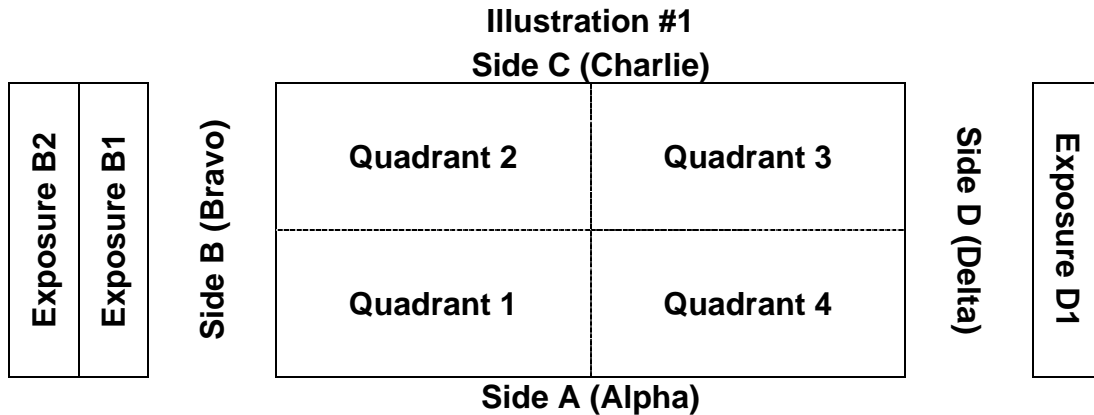 Illustration #1
Side C (Charlie)
Exposure B2
Exposure B1
Side B (Bravo)
Quadrant 2
Quadrant 3
Quadrant 1
Quadrant 4
Side D (Delta)
Exposure D1
Side A (Alpha)